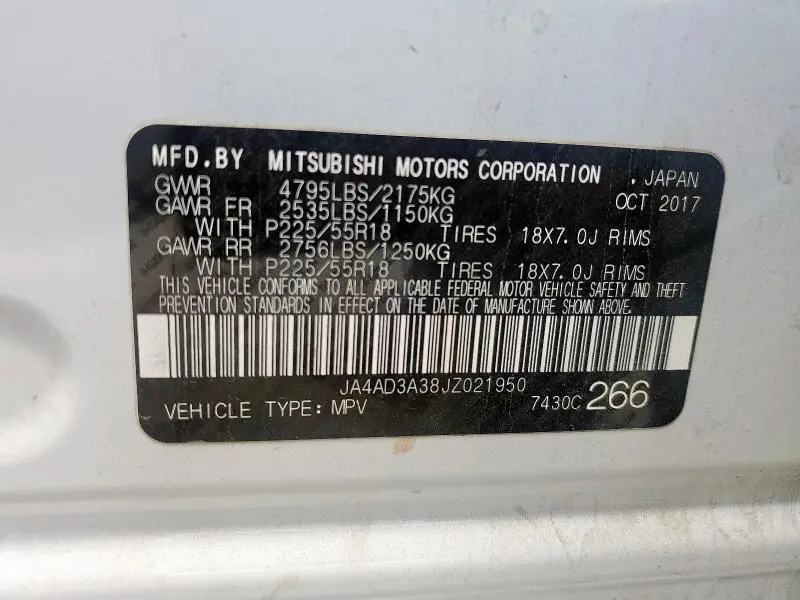 MFD.BY MITSUBISHI MOTORS CORPORATION . JAPAN
GVWR 4795LBS/2175KG OCT 2017
GAWR FR 2535LBS/1150KG
WITH P225/55R18 TIRES 18X7.0J RIMS
GAWR RR 2756LBS/1250KG
WITH P225/55R18 TIRES 18X7.0J RIMS
THIS VEHICLE CONFORMS TO ALL APPLICABLE FEDERAL MOTOR VEHICLE SAFETY AND THEFT
PREVENTION STANDARDS IN EFFECT ON THE DATE OF MANUFACTURE SHOWN ABOVE.
JA4AD3A38JZ021950
VEHICLE TYPE: MPV 7430C 266